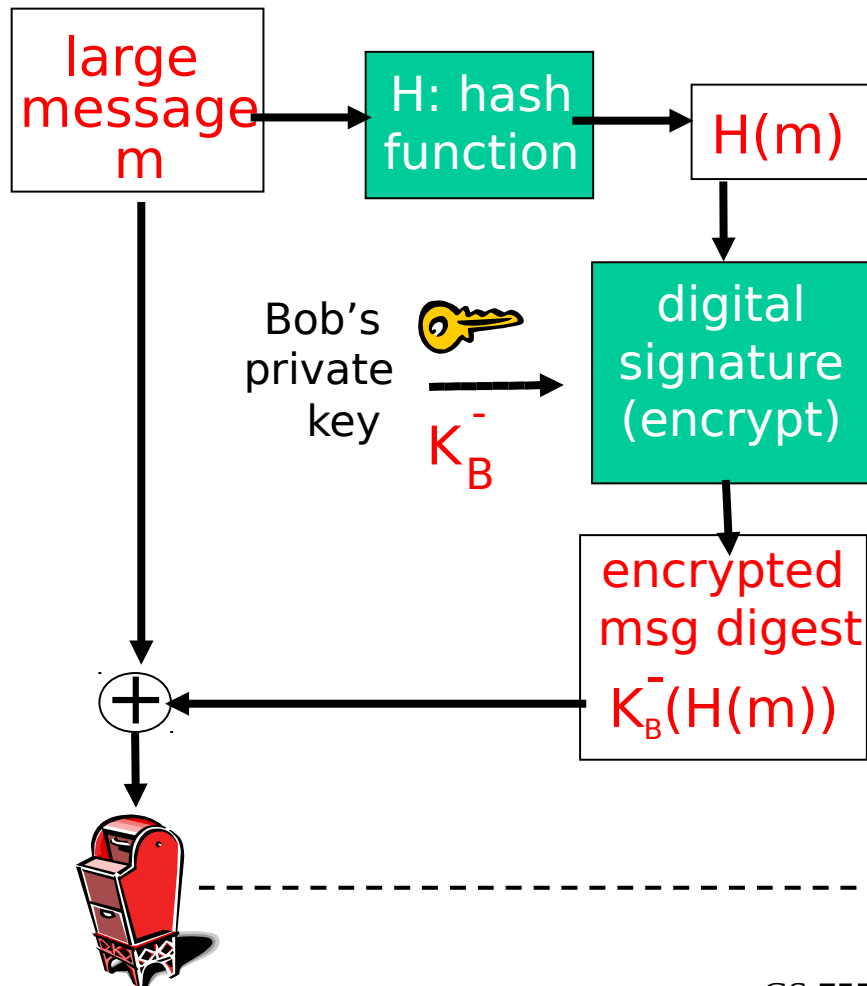 large
message
m
H: hash
function
H(m)
Bob’s
private
key
K_B^-
digital
signature
(encrypt)
encrypted
msg digest
K_B^-(H(m))
+